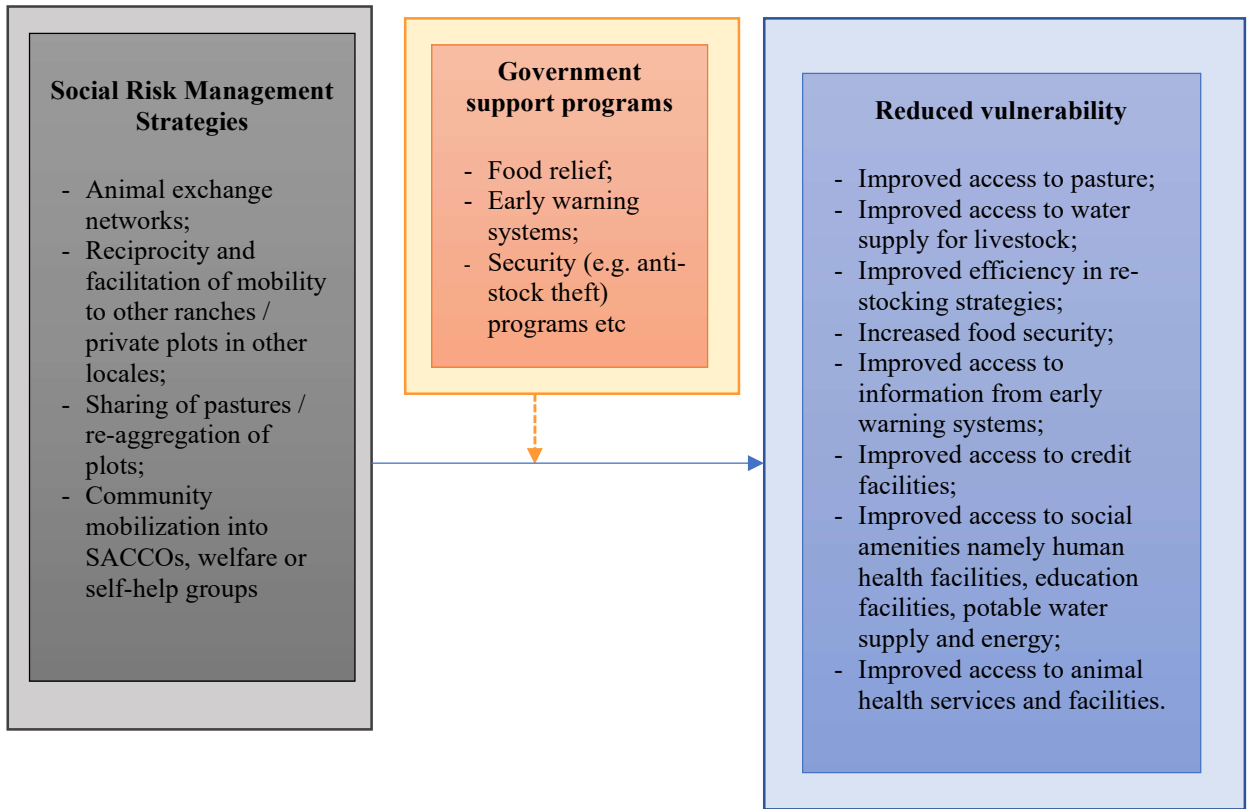 Social Risk Management
Strategies
- Animal exchange
networks;
- Reciprocity and
facilitation of mobility
to other ranches /
private plots in other
locales;
- Sharing of pastures /
re-aggregation of
plots;
- Community
mobilization into
SACCOs, welfare or
self-help groups
Government
support programs
- Food relief;
- Early warning
systems;
- Security (e.g. anti-
stock theft)
programs etc
Reduced vulnerability
- Improved access to pasture;
- Improved access to water
supply for livestock;
- Improved efficiency in re-
stocking strategies;
- Increased food security;
- Improved access to
information from early
warning systems;
- Improved access to credit
facilities;
- Improved access to social
amenities namely human
health facilities, education
facilities, potable water
supply and energy;
- Improved access to animal
health services and facilities.